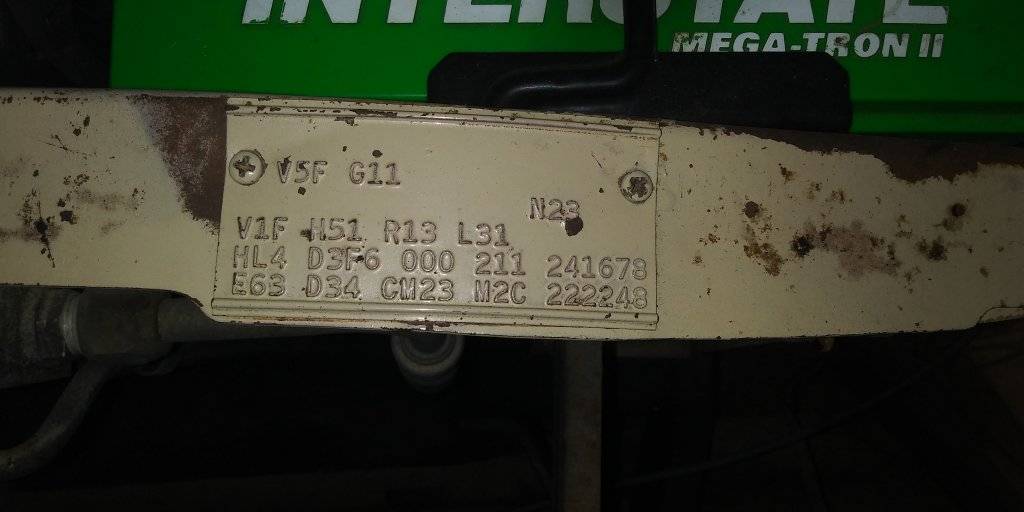 INTERSTATE
MEGA-TRON II
V5F G11
N23
V1F H51 R13 L31
HL4 D3F6 000 211 241678
E63 D34 CM23 M2C 222248